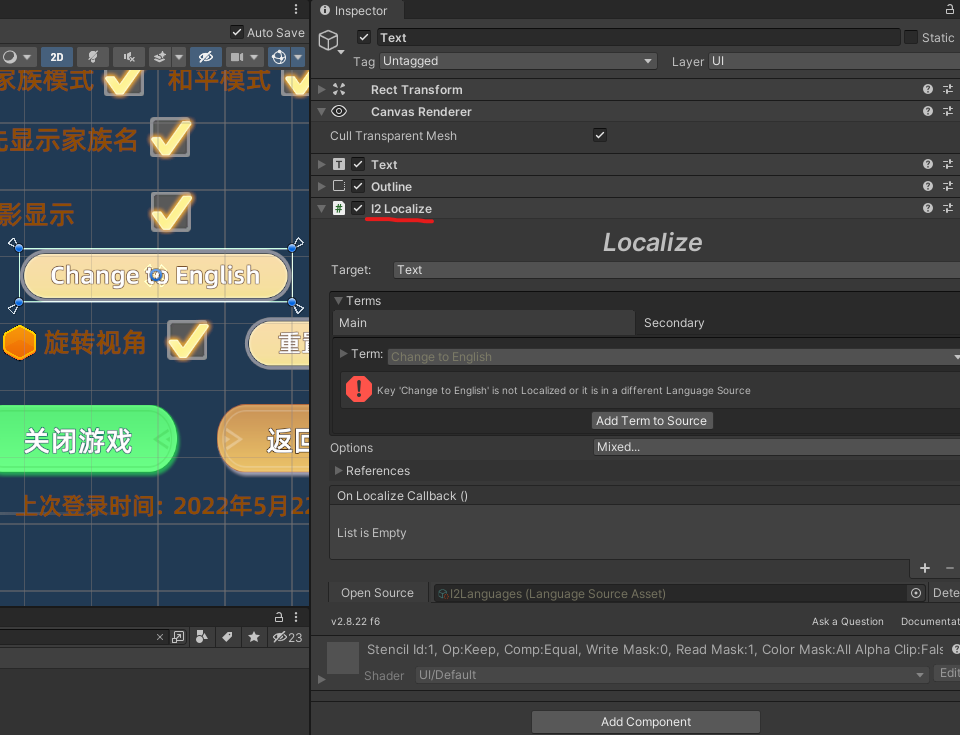 Inspector
Auto Save
Text
Static
Tag
Untagged
Layer
UI
2D
家族模式
和平模式
Rect Transform
Canvas Renderer
Cull Transparent Mesh
先显示家族名
Text
Outline
I2 Localize
影显示
Localize
Target:
Text
Change to English
Terms
Main
Secondary
旋转视角
重置
Term:
Change to English
Key 'Change to English' is not Localized or it is in a different Language Source
Add Term to Source
关闭游戏
返回
Options
Mixed...
References
On Localize Callback ()
上次登录时间：2022年5月22
List is Empty
Open Source
I2Languages (Language Source Asset)
Dete
v2.8.22 f6
Ask a Question
Documentat
23
Stencil Id:1, Op:Keep, Comp:Equal, Write Mask:0, Read Mask:1, Color Mask:All Alpha Clip:Fals
Shader
UI/Default
Edit
Add Component